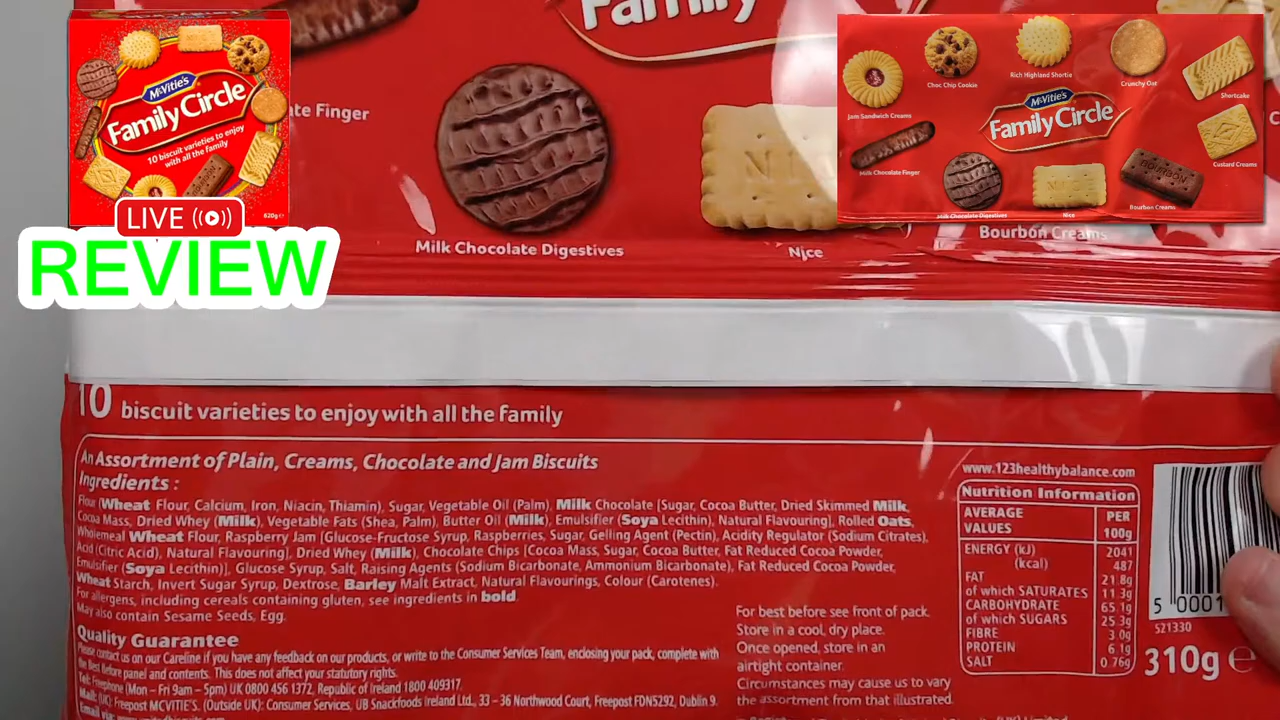 McVITIE'S
Family Circle
10 biscuit varieties to enjoy
with all the family
820g e
LIVE
REVIEW
Family
ate Finger
Milk Chocolate Digestives
NICE
Nice
Bourbon Creams
Jam Sandwich Creams
Choc Chip Cookie
Rich Highland Shortie
Crunchy Oat
Shortcake
McVITIE'S
Family Circle
Custard Creams
Milk Chocolate Finger
Milk Chocolate Digestives
NICE
Nice
BOURBON
Bourbon Creams
10 biscuit varieties to enjoy with all the family
An Assortment of Plain, Creams, Chocolate and Jam Biscuits
Ingredients :
Flour (Wheat Flour, Calcium, Iron, Niacin, Thiamin), Sugar, Vegetable Oil (Palm), Milk Chocolate [Sugar, Cocoa Butter, Dried Skimmed Milk,
Cocoa Mass, Dried Whey (Milk), Vegetable Fats (Shea, Palm), Butter Oil (Milk), Emulsifier (Soya Lecithin), Natural Flavouring], Rolled Oats,
Wholemeal Wheat Flour, Raspberry Jam [Glucose-Fructose Syrup, Raspberries, Sugar, Gelling Agent (Pectin), Acidity Regulator (Sodium Citrates),
Acid (Citric Acid), Natural Flavouring], Dried Whey (Milk), Chocolate Chips [Cocoa Mass, Sugar, Cocoa Butter, Fat Reduced Cocoa Powder,
Emulsifier (Soya Lecithin)], Glucose Syrup, Salt, Raising Agents (Sodium Bicarbonate, Ammonium Bicarbonate), Fat Reduced Cocoa Powder,
Wheat Starch, Invert Sugar Syrup, Dextrose, Barley Malt Extract, Natural Flavourings, Colour (Carotenes).
For allergens, including cereals containing gluten, see ingredients in bold.
May also contain Sesame Seeds, Egg.
Quality Guarantee
Please contact us on our Careline if you have any feedback on our products, or write to the Consumer Services Team, enclosing your pack, complete with
the Best Before panel and contents. This does not affect your statutory rights.
Tel: Freephone (Mon – Fri 9am – 5pm) UK 0800 456 1372, Republic of Ireland 1800 409317.
Mail: (UK): Freepost MCVITIE'S. (Outside UK): Consumer Services, UB Snackfoods Ireland Ltd., 33 – 36 Northwood Court, Freepost FDN5292, Dublin 9.
For best before see front of pack.
Store in a cool, dry place.
Once opened, store in an
airtight container.
Circumstances may cause us to vary
the assortment from that illustrated.
www.123healthybalance.com
Nutrition Information
AVERAGE VALUES PER 100g
ENERGY (kJ) 2041
(kcal) 487
FAT 21.8g
of which SATURATES 11.3g
CARBOHYDRATE 65.1g
of which SUGARS 25.3g
FIBRE 3.0g
PROTEIN 6.1g
SALT 0.76g
5 0001
521330
310g e